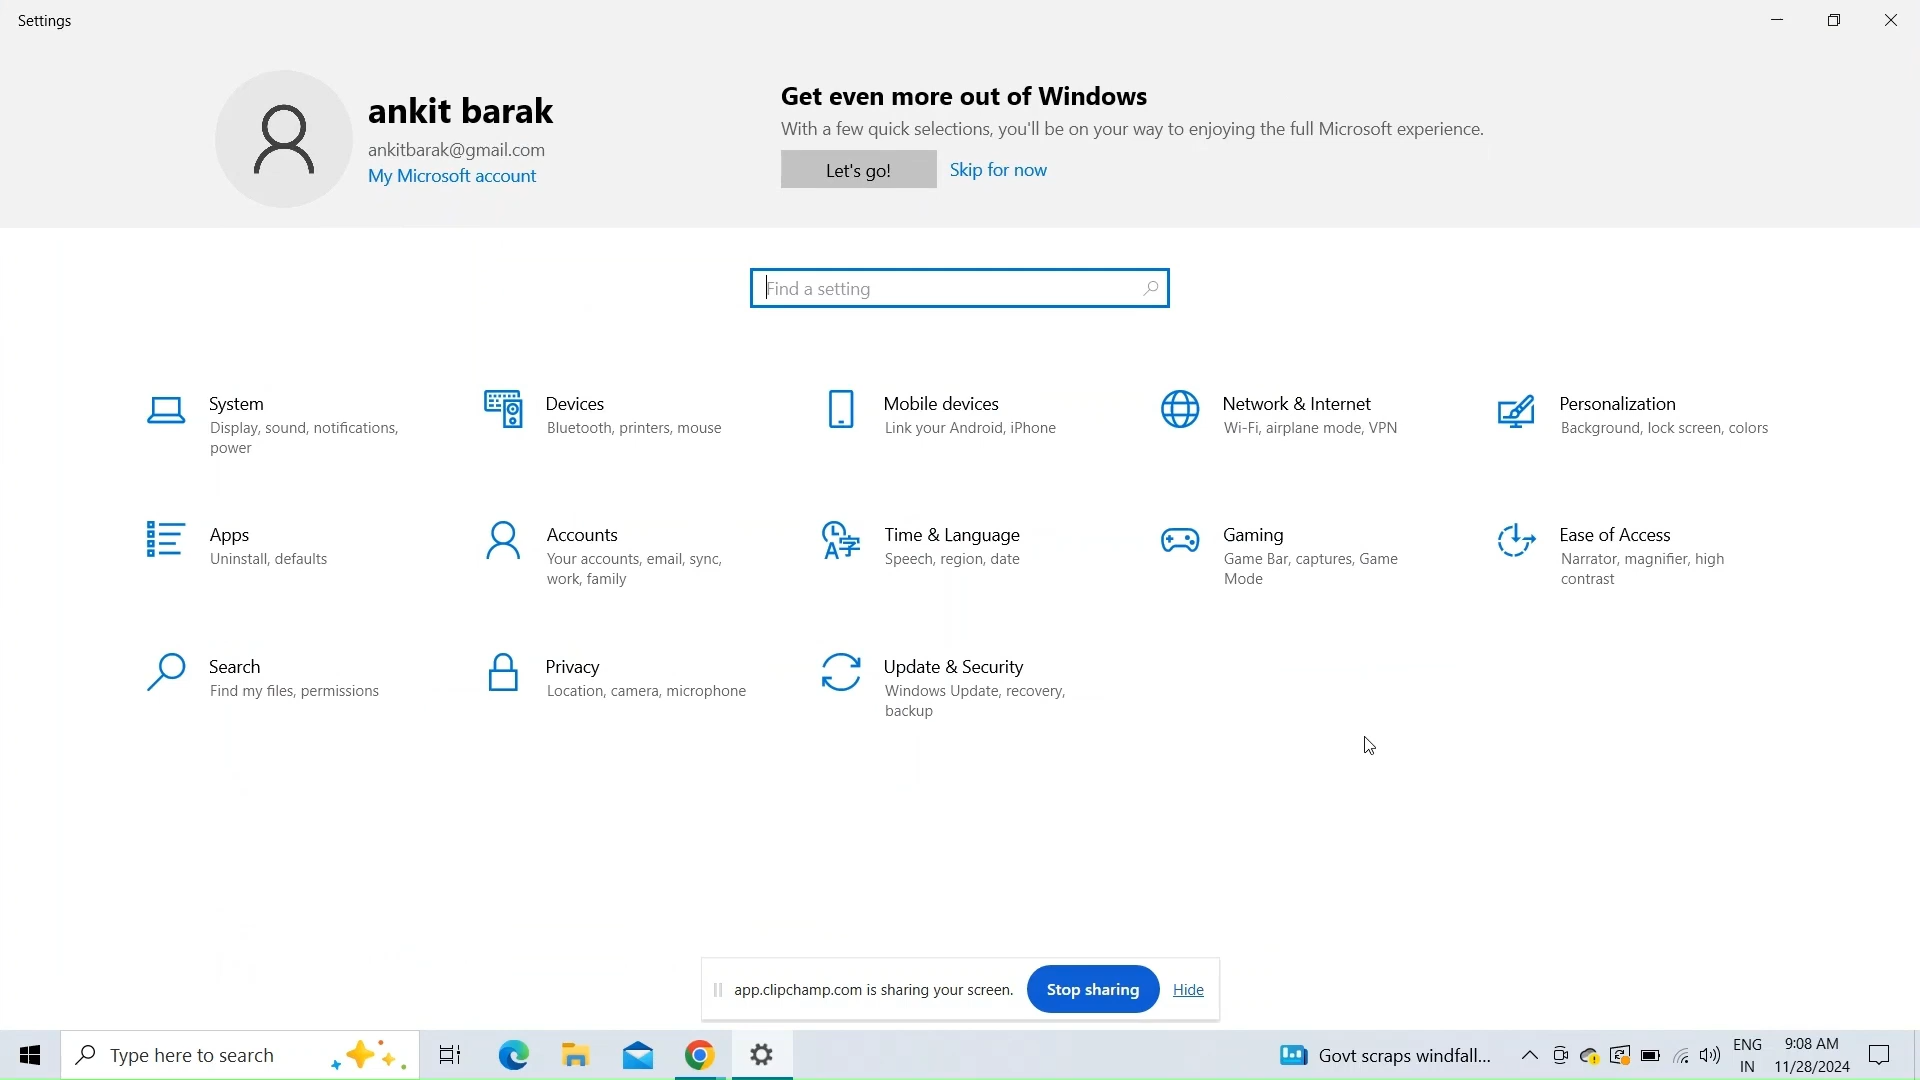 Settings
ankit barak
ankitbarak@gmail.com
My Microsoft account
Get even more out of Windows
With a few quick selections, you'll be on your way to enjoying the full Microsoft experience.
Let's go!
Skip for now
Find a setting
System
Display, sound, notifications,
power
Devices
Bluetooth, printers, mouse
Mobile devices
Link your Android, iPhone
Network & Internet
Wi-Fi, airplane mode, VPN
Personalization
Background, lock screen, colors
Apps
Uninstall, defaults
Accounts
Your accounts, email, sync,
work, family
Time & Language
Speech, region, date
Gaming
Game Bar, captures, Game
Mode
Ease of Access
Narrator, magnifier, high
contrast
Search
Find my files, permissions
Privacy
Location, camera, microphone
Update & Security
Windows Update, recovery,
backup
app.clipchamp.com is sharing your screen.
Stop sharing
Hide
Type here to search
Govt scraps windfall...
ENG
IN
9:08 AM
11/28/2024